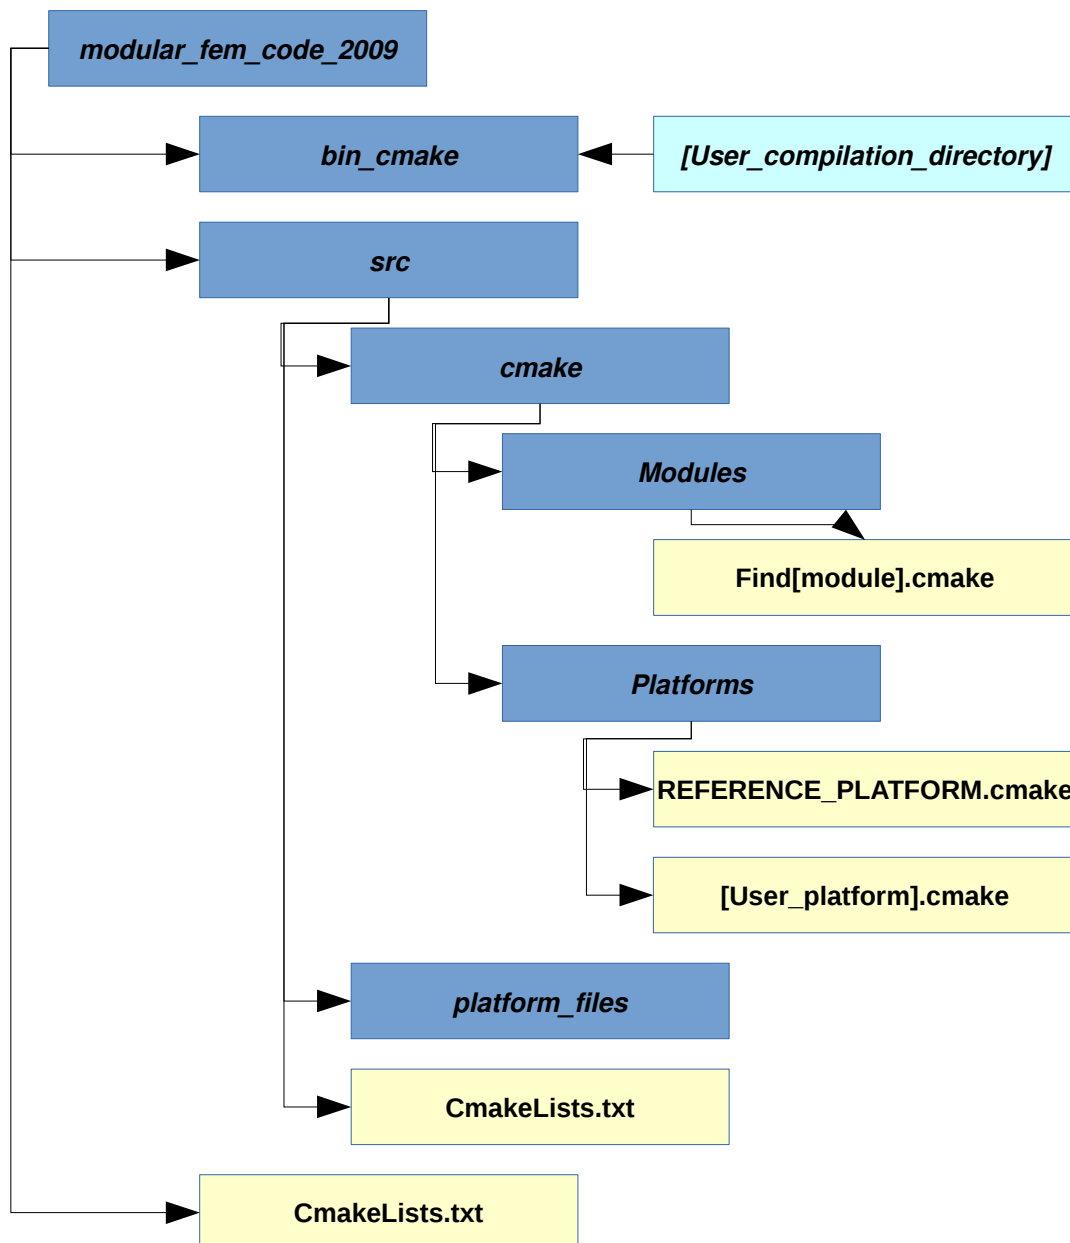 modular_fem_code_2009
bin_cmake
[User_compilation_directory]
src
cmake
Modules
Find[module].cmake
Platforms
REFERENCE_PLATFORM.cmake
[User_platform].cmake
platform_files
CmakeLists.txt
CmakeLists.txt